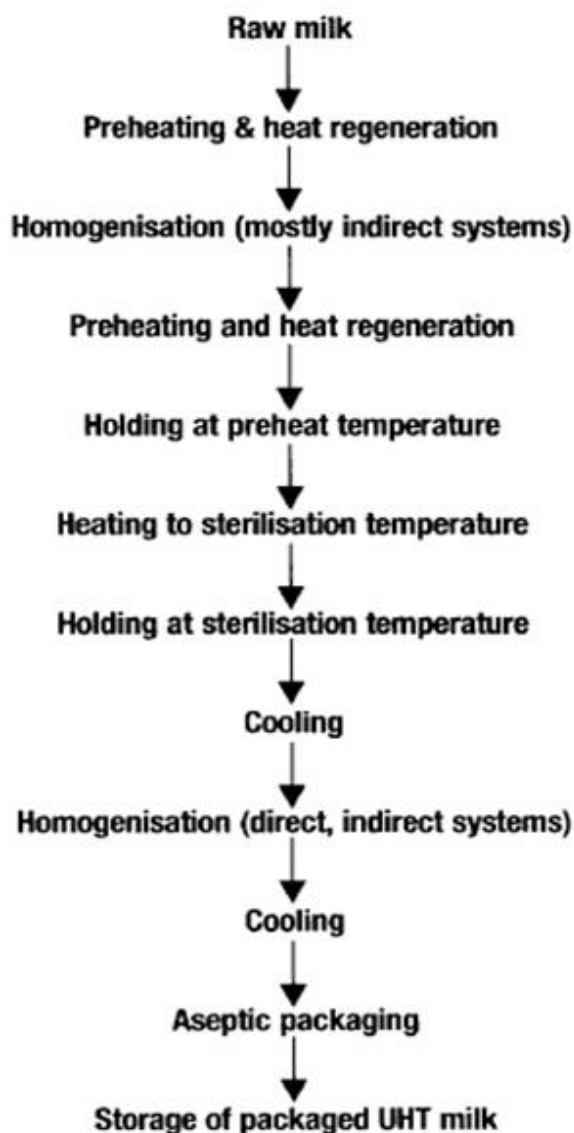 Raw milk
Preheating & heat regeneration
Homogenisation (mostly indirect systems)
Preheating and heat regeneration
Holding at preheat temperature
Heating to sterilisation temperature
Holding at sterilisation temperature
Cooling
Homogenisation (direct, indirect systems)
Cooling
Aseptic packaging
Storage of packaged UHT milk